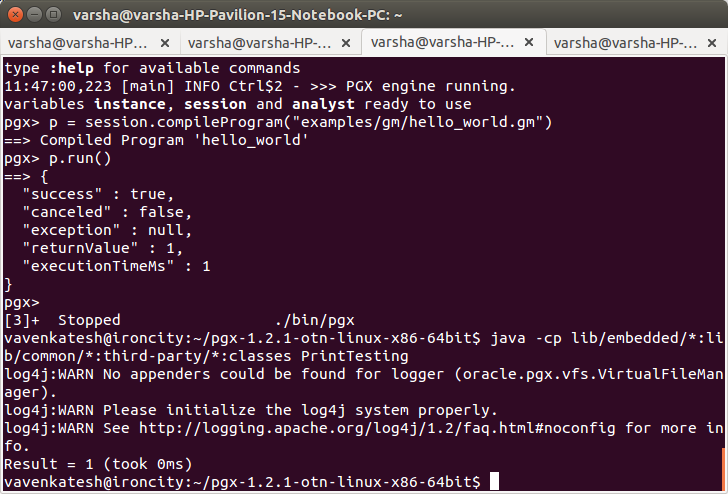 varsha@varsha-HP-Pavilion-15-Notebook-PC: ~
varsha@varsha-HP... varsha@varsha-HP-... varsha@varsha-HP-... varsha@varsha-HP-...
type :help for available commands
11:47:00,223 [main] INFO Ctrl$2 - >>> PGX engine running.
variables instance, session and analyst ready to use
pgx> p = session.compileProgram("examples/gm/hello_world.gm")
==> Compiled Program 'hello_world'
pgx> p.run()
==> {
  "success" : true,
  "canceled" : false,
  "exception" : null,
  "returnValue" : 1,
  "executionTimeMs" : 1
}
pgx>
[3]+  Stopped                 ./bin/pgx
vavenkatesh@ironcity:~/pgx-1.2.1-otn-linux-x86-64bit$ java -cp lib/embedded/*:li
b/common/*:third-party/*:classes PrintTesting
log4j:WARN No appenders could be found for logger (oracle.pgx.vfs.VirtualFileMan
ager).
log4j:WARN Please initialize the log4j system properly.
log4j:WARN See http://logging.apache.org/log4j/1.2/faq.html#noconfig for more in
fo.
Result = 1 (took 0ms)
vavenkatesh@ironcity:~/pgx-1.2.1-otn-linux-x86-64bit$